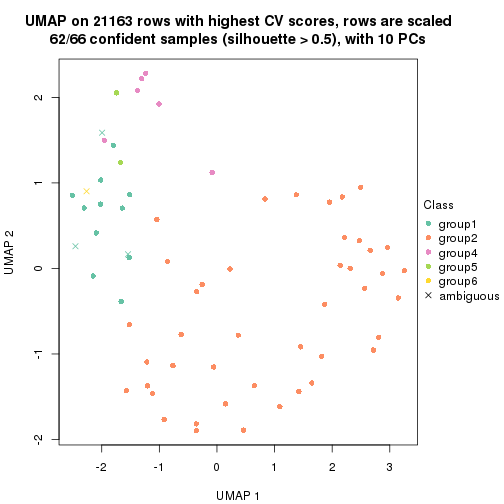 UMAP on 21163 rows with highest CV scores, rows are scaled
62/66 confident samples (silhouette > 0.5), with 10 PCs
2
1
0
-1
-2
UMAP 2
-2
-1
0
1
2
3
UMAP 1
Class
group1
group2
group4
group5
group6
ambiguous